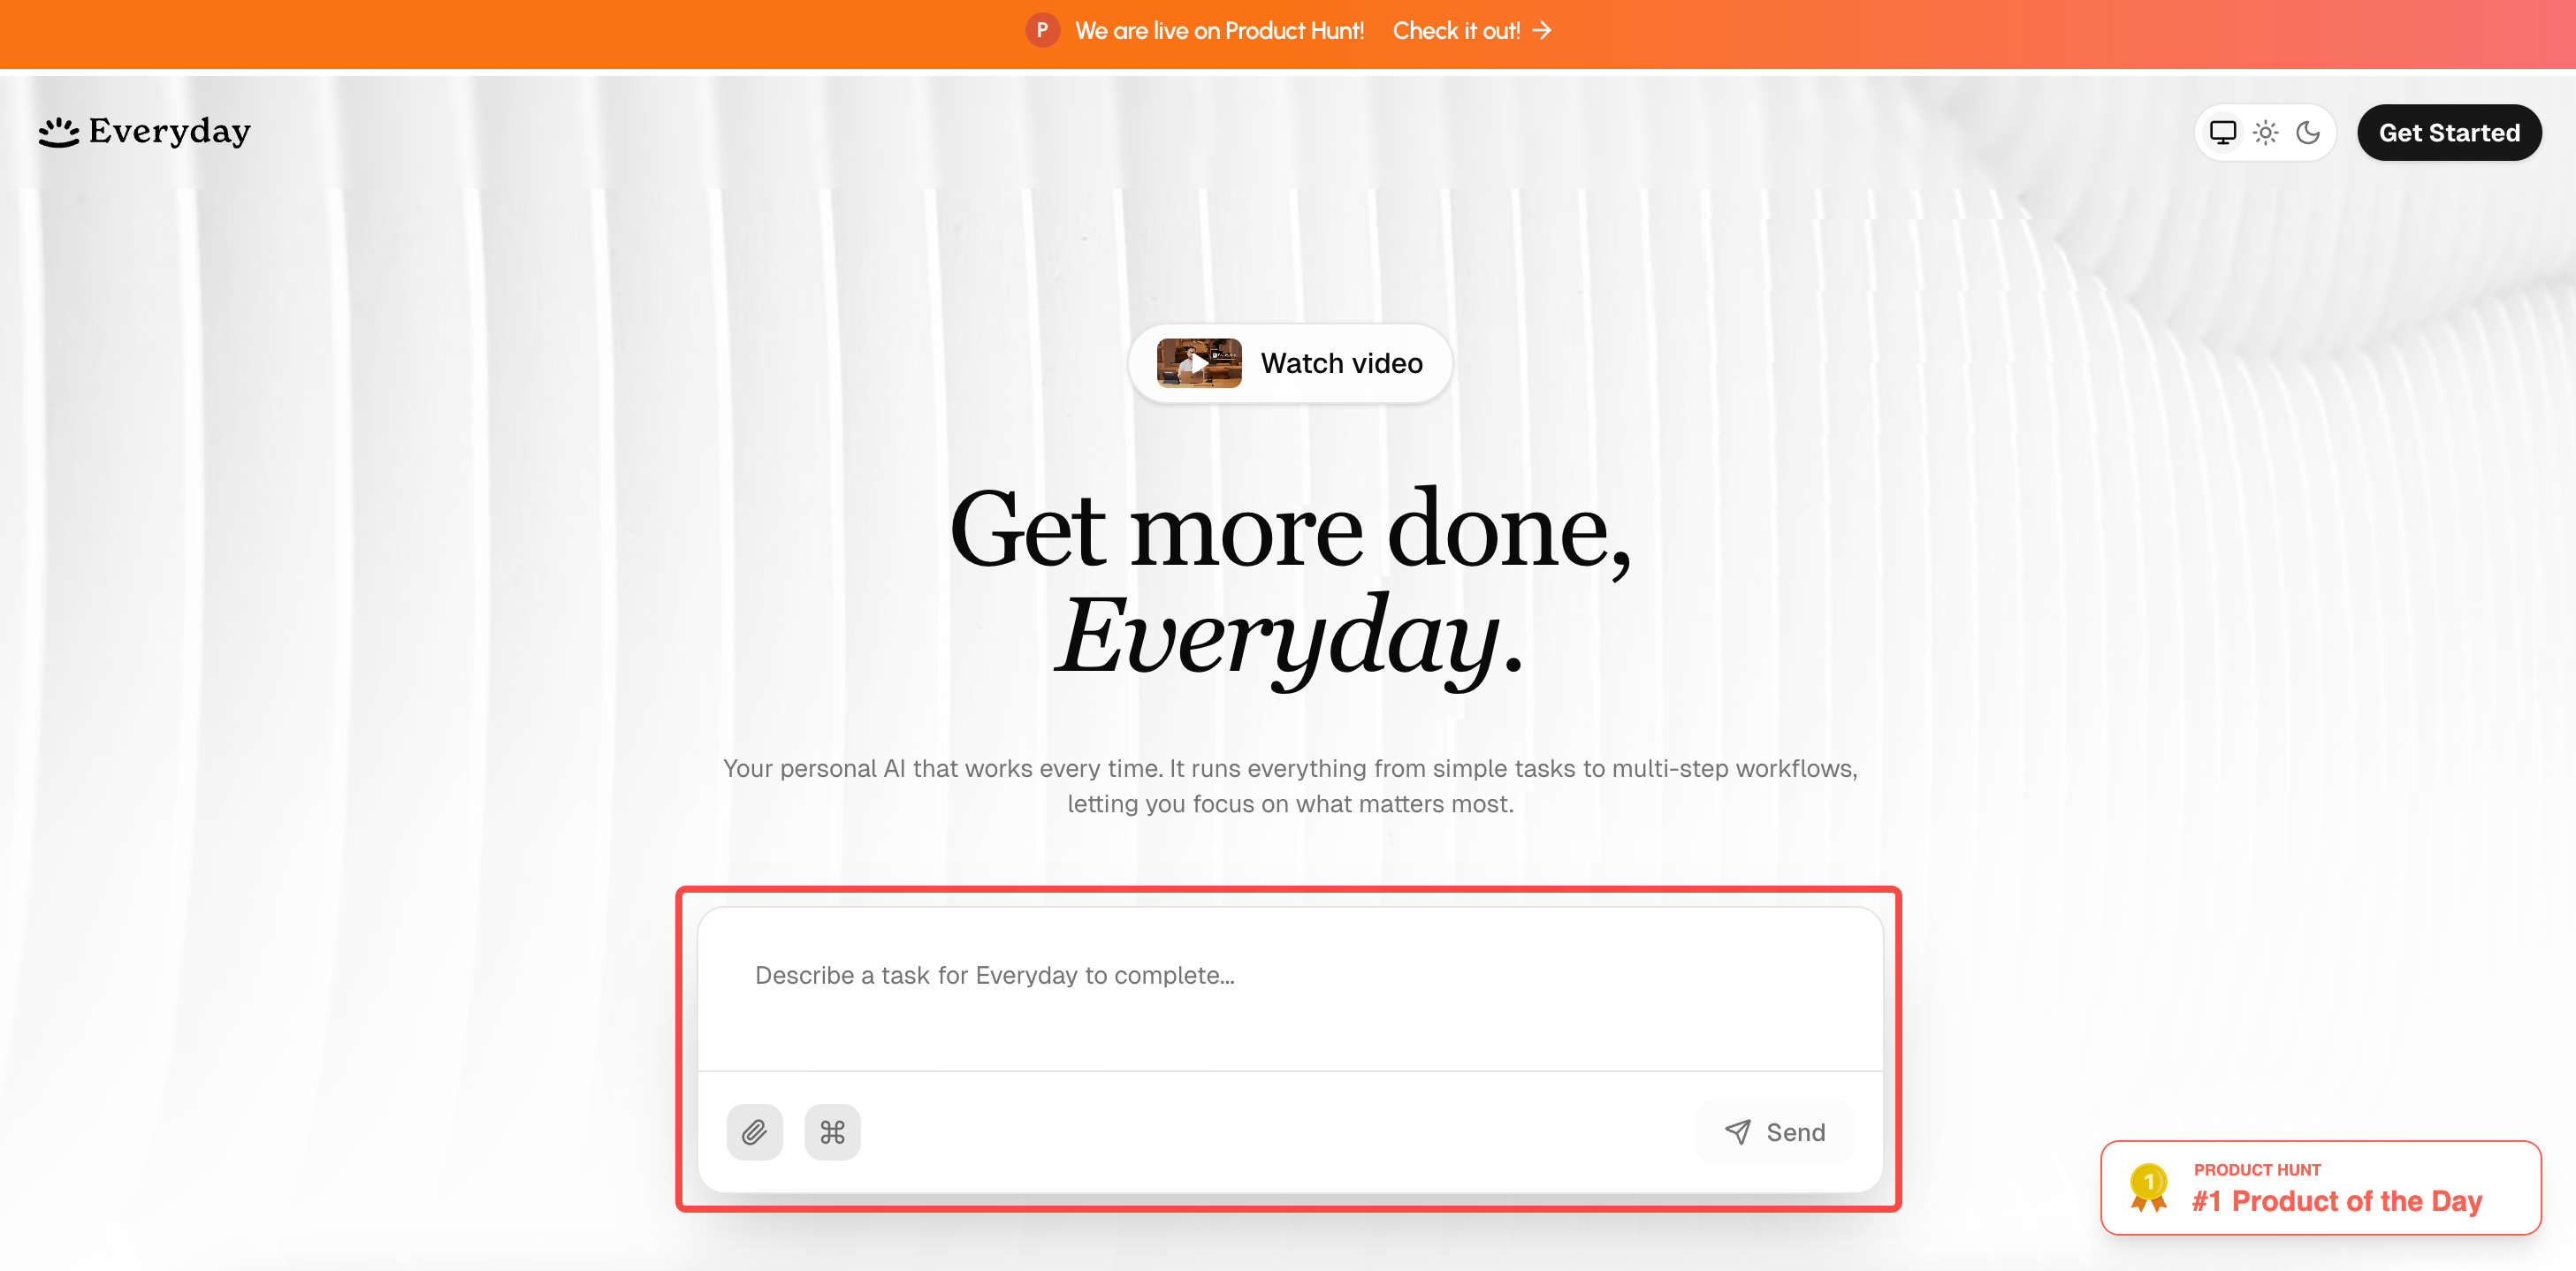 P We are live on Product Hunt! Check it out! →
Everyday
Get Started
Watch video
Get more done,
Everyday.
Your personal AI that works every time. It runs everything from simple tasks to multi-step workflows,
letting you focus on what matters most.
Describe a task for Everyday to complete...
Send
1
PRODUCT HUNT
#1 Product of the Day